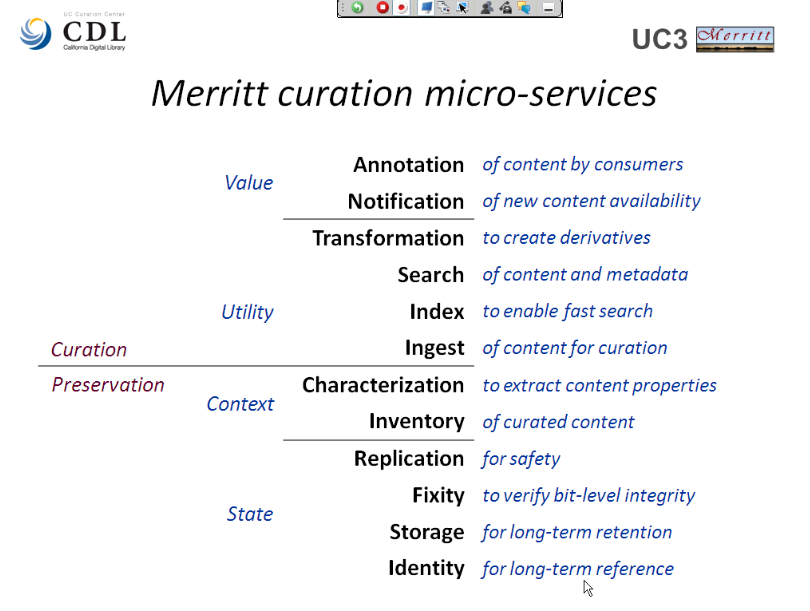 UC Curation Center
CDL
California Digital Library
UC3 Merritt
Merritt curation micro-services
Value
Annotation of content by consumers
Notification of new content availability
Utility
Transformation to create derivatives
Search of content and metadata
Index to enable fast search
Ingest of content for curation
Curation
Preservation
Context
Characterization to extract content properties
Inventory of curated content
State
Replication for safety
Fixity to verify bit-level integrity
Storage for long-term retention
Identity for long-term reference